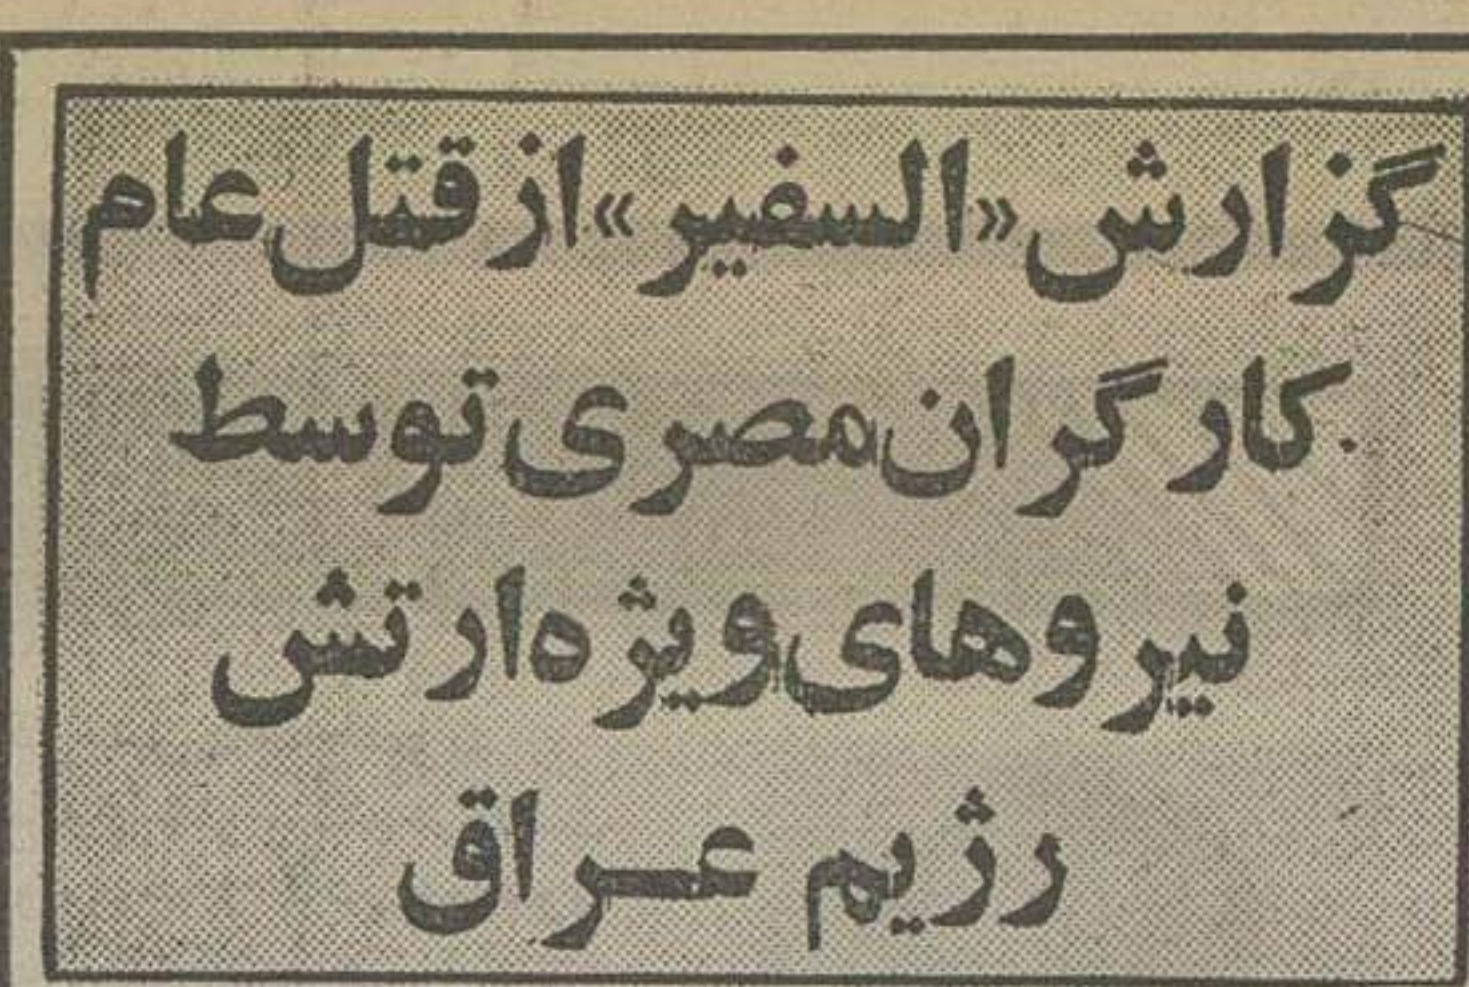 گزارش «السفیر» از قتل عام
کارگران مصری توسط
نیروهای ویژه ارتش
رژیم عراق